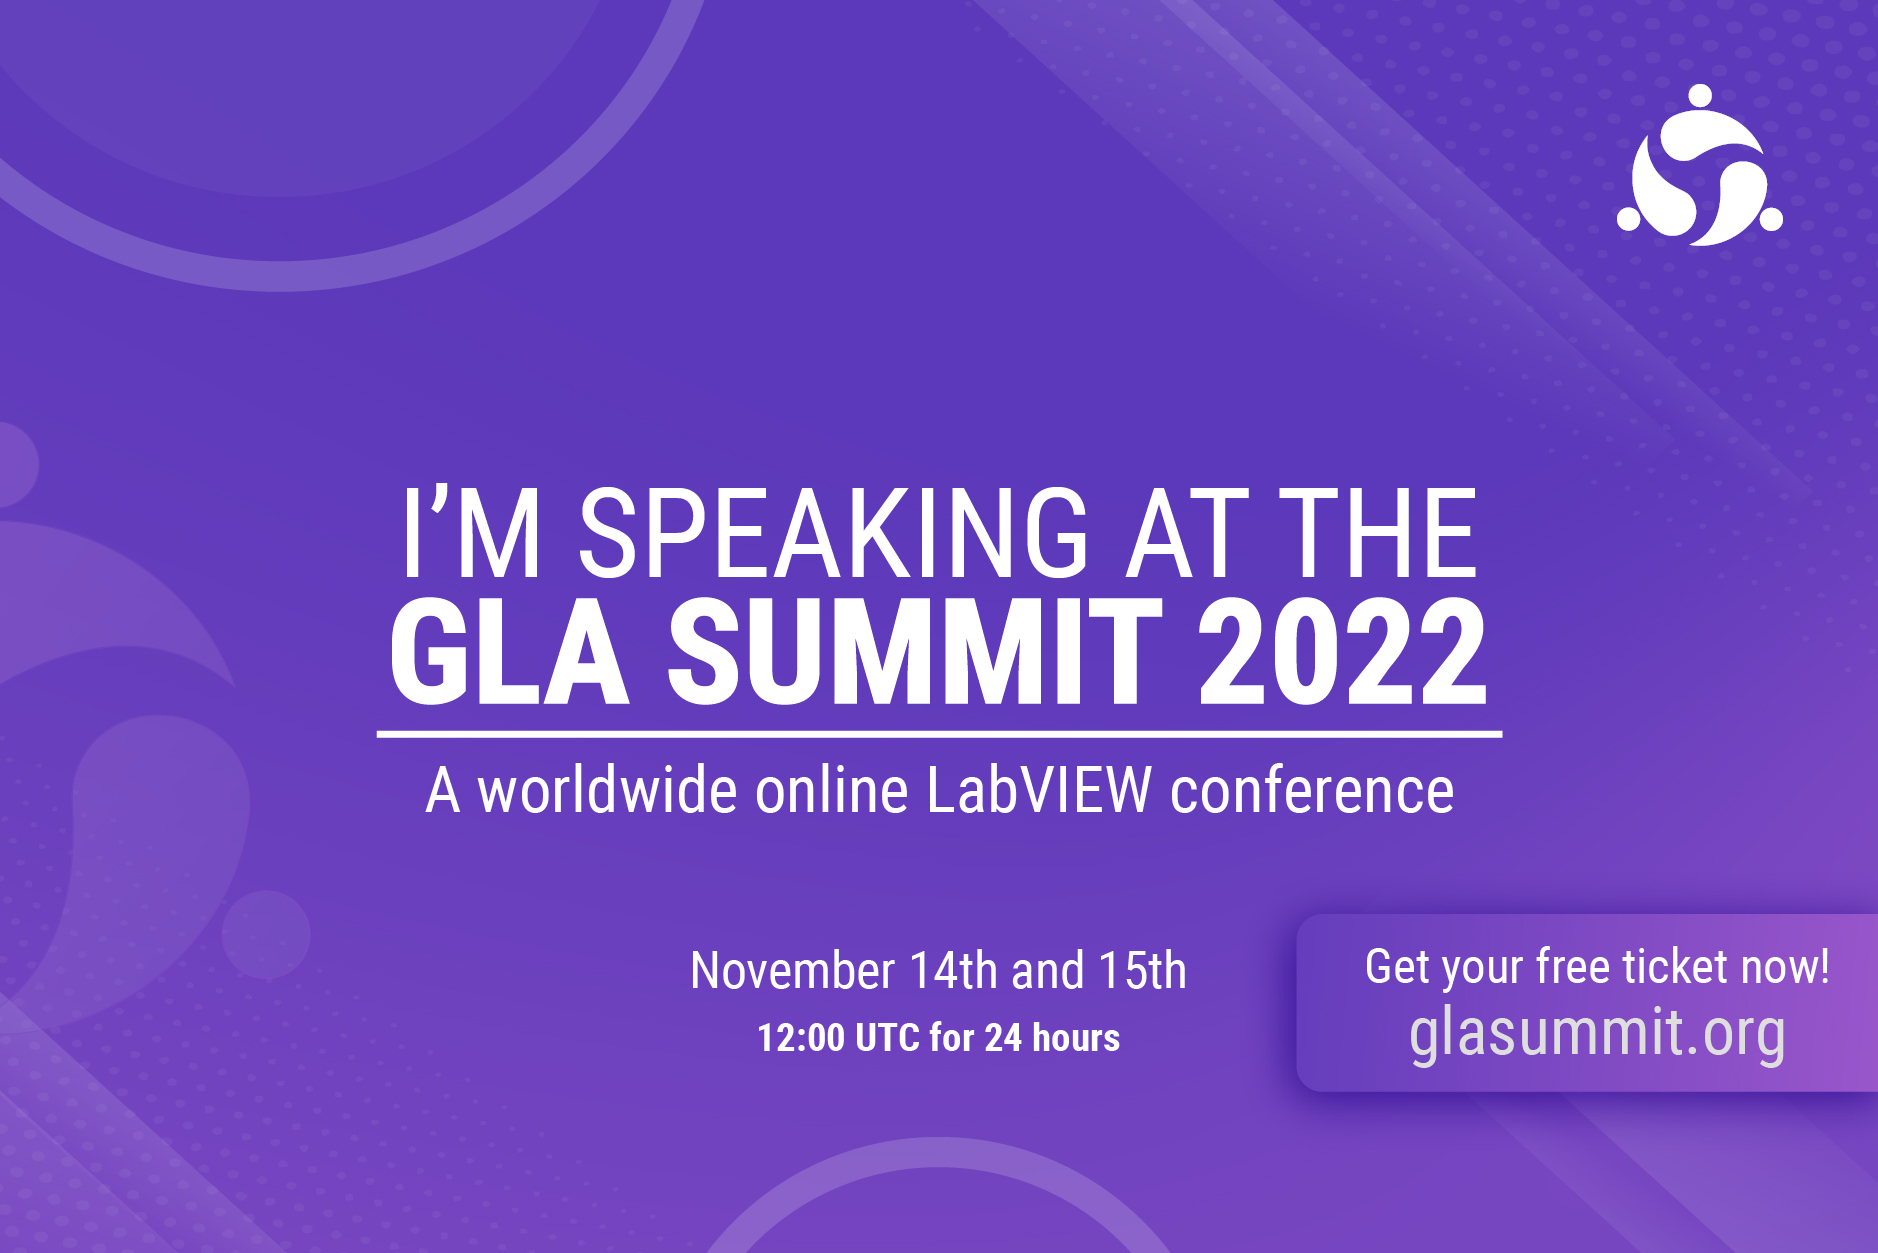 I’M SPEAKING AT THE
GLA SUMMIT 2022
A worldwide online LabVIEW conference
November 14th and 15th
12:00 UTC for 24 hours
Get your free ticket now!
glasummit.org